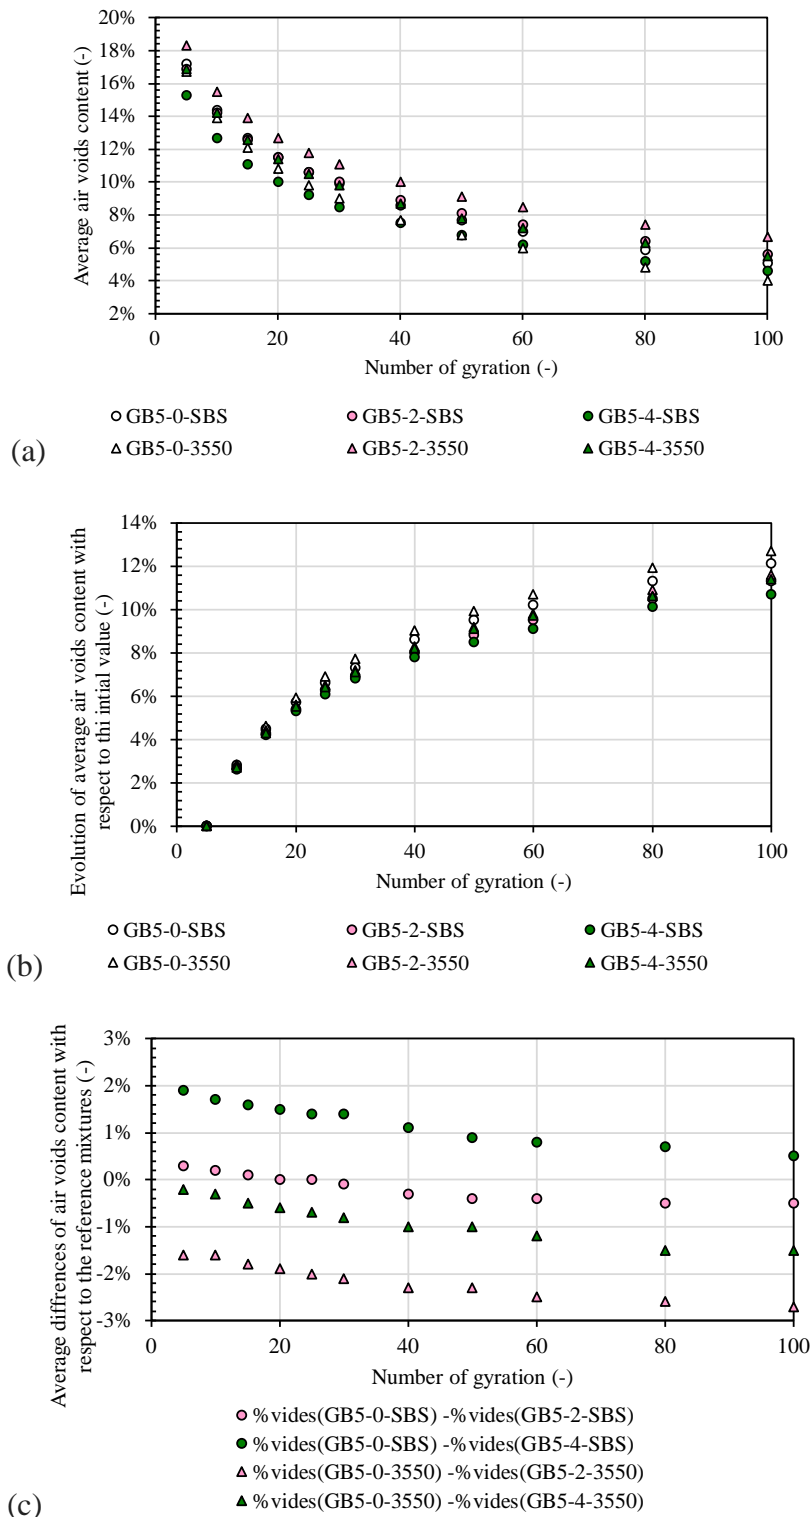 20%
18%
16%
14%
12%
10%
8%
6%
4%
2%
Average air voids content (-)
0 20 40 60 80 100
Number of gyration (-)
GB5-0-SBS GB5-2-SBS GB5-4-SBS
GB5-0-3550 GB5-2-3550 GB5-4-3550
(a)
14%
12%
10%
8%
6%
4%
2%
0%
Evolution of average air voids content with
respect to thi intial value (-)
0 20 40 60 80 100
Number of gyration (-)
GB5-0-SBS GB5-2-SBS GB5-4-SBS
GB5-0-3550 GB5-2-3550 GB5-4-3550
(b)
3%
2%
1%
0%
-1%
-2%
-3%
Average diffrences of air voids content with
respect to the reference mixtures (-)
0 20 40 60 80 100
Number of gyration (-)
%vides(GB5-0-SBS) -%vides(GB5-2-SBS)
%vides(GB5-0-SBS) -%vides(GB5-4-SBS)
%vides(GB5-0-3550) -%vides(GB5-2-3550)
%vides(GB5-0-3550) -%vides(GB5-4-3550)
(c)